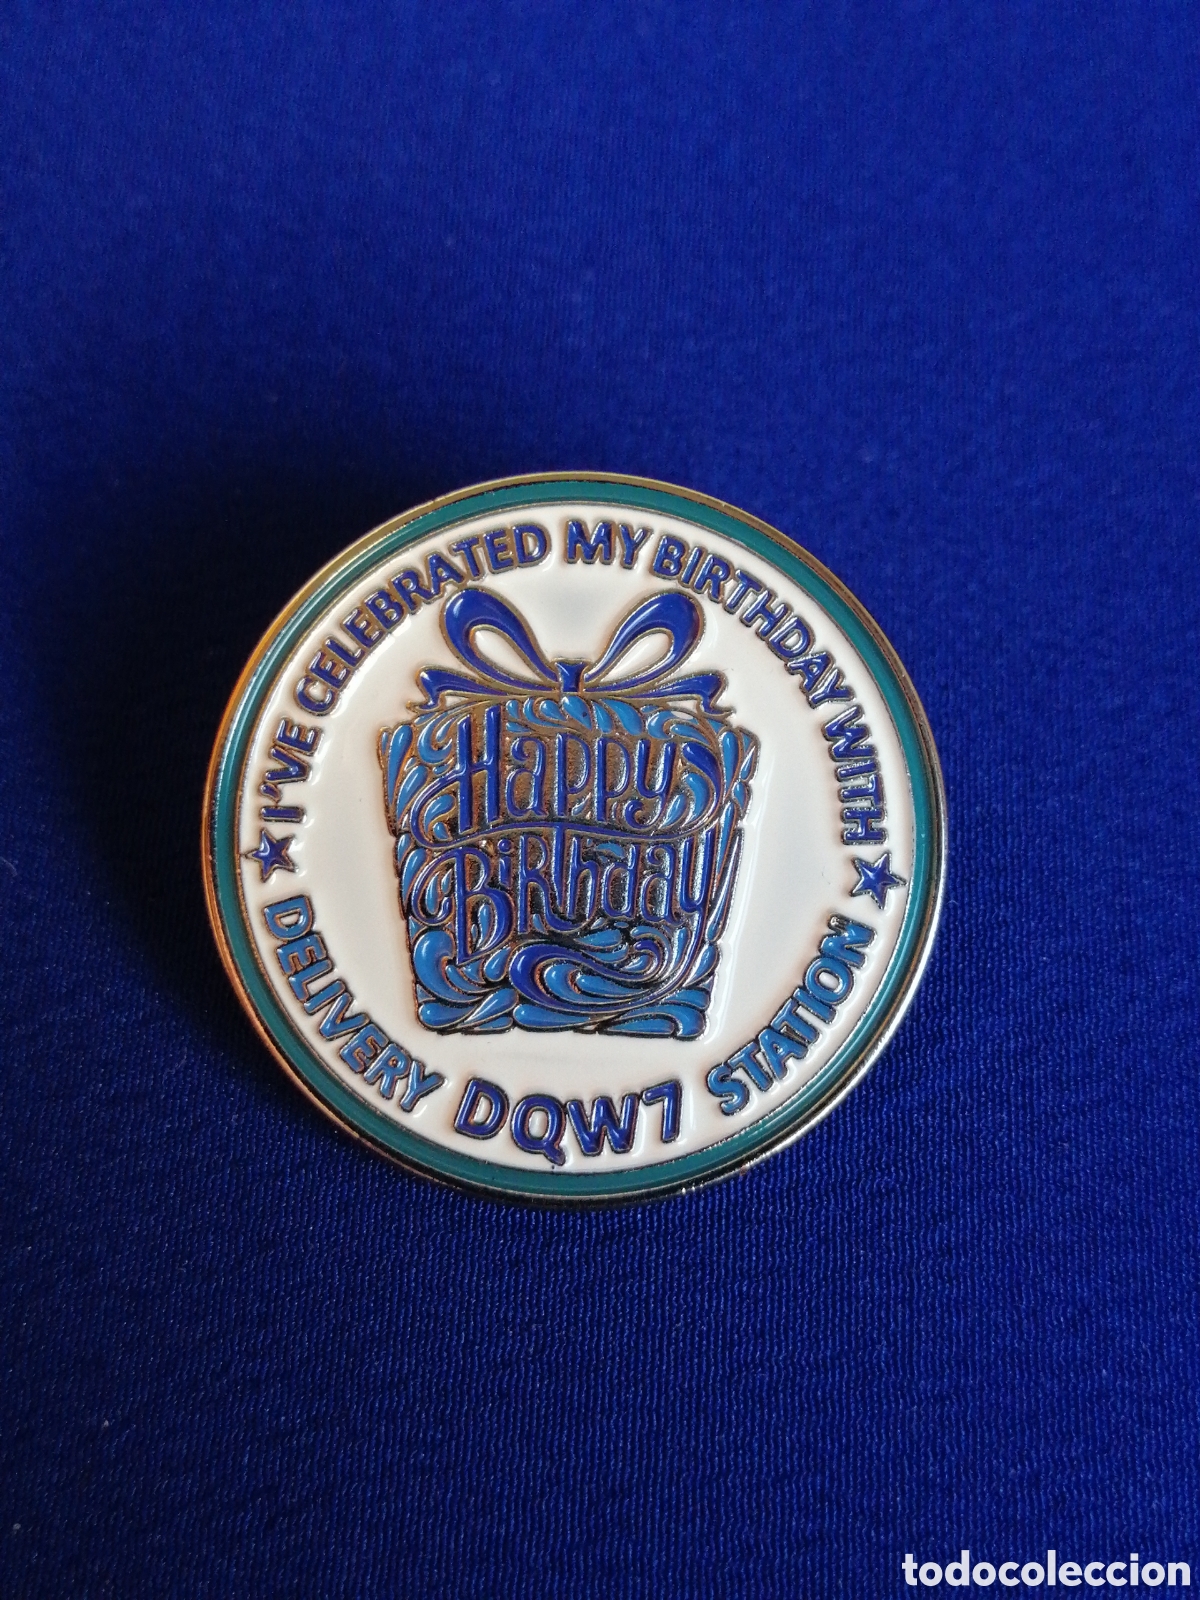 ★ I'VE CELEBRATED MY BIRTHDAY WITH ★
Happy
Birthday
DELIVERY DQW7 STATION
todocoleccion